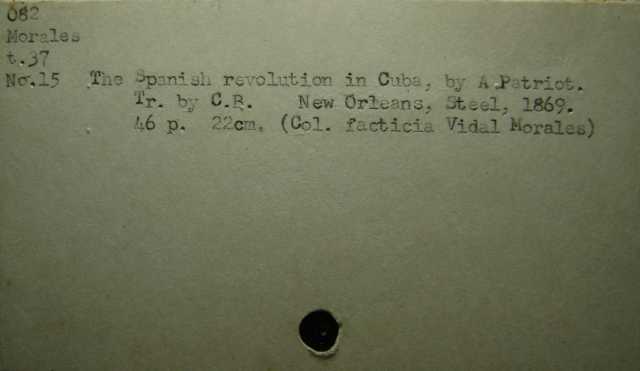 082
Morales
t.37
No.15 The Spanish revolution in Cuba, by A Patriot.
Tr. by C.B. New Orleans, Steel, 1869.
46 p. 22cm. (Col. facticia Vidal Morales)